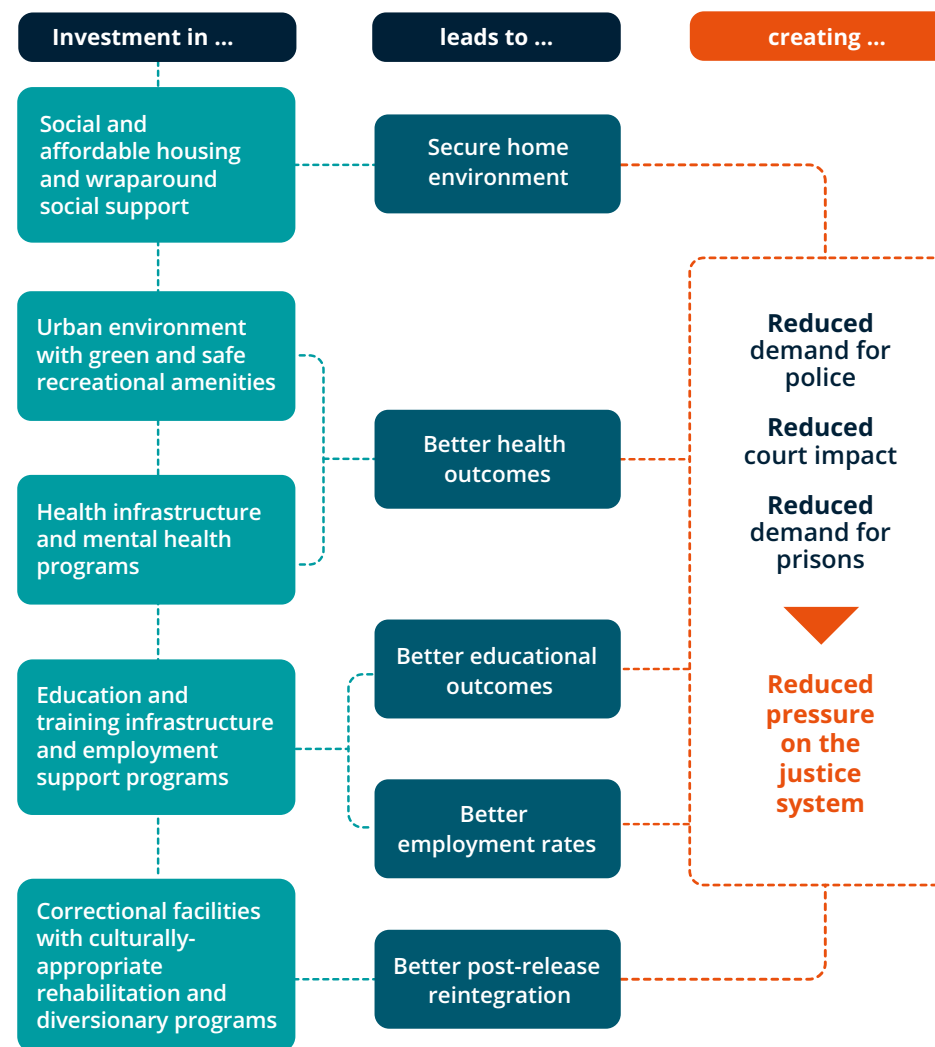 Investment in ...
leads to ...
creating ...
Social and
affordable housing
and wraparound
social support
Secure home
environment
Urban environment
with green and safe
recreational amenities
Health infrastructure
and mental health
programs
Better health
outcomes
Education and
training infrastructure
and employment
support programs
Better educational
outcomes
Better
employment rates
Correctional facilities
with culturally-
appropriate
rehabilitation and
diversionary programs
Better post-release
reintegration
Reduced
demand for
police
Reduced
court impact
Reduced
demand for
prisons
Reduced
pressure
on the
justice
system